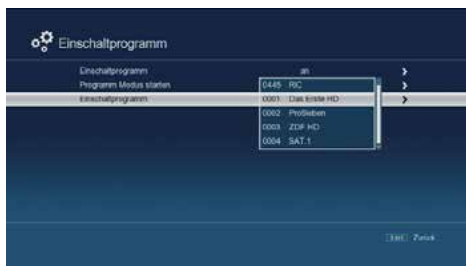 Einschaltprogramm
Einschaltprogramm an
Programm Modus starten
0445 RIC
Einschaltprogramm 0001 Das Erste HD
0002 ProSieben
0003 ZDF HD
0004 SAT.1
Exit Zurück